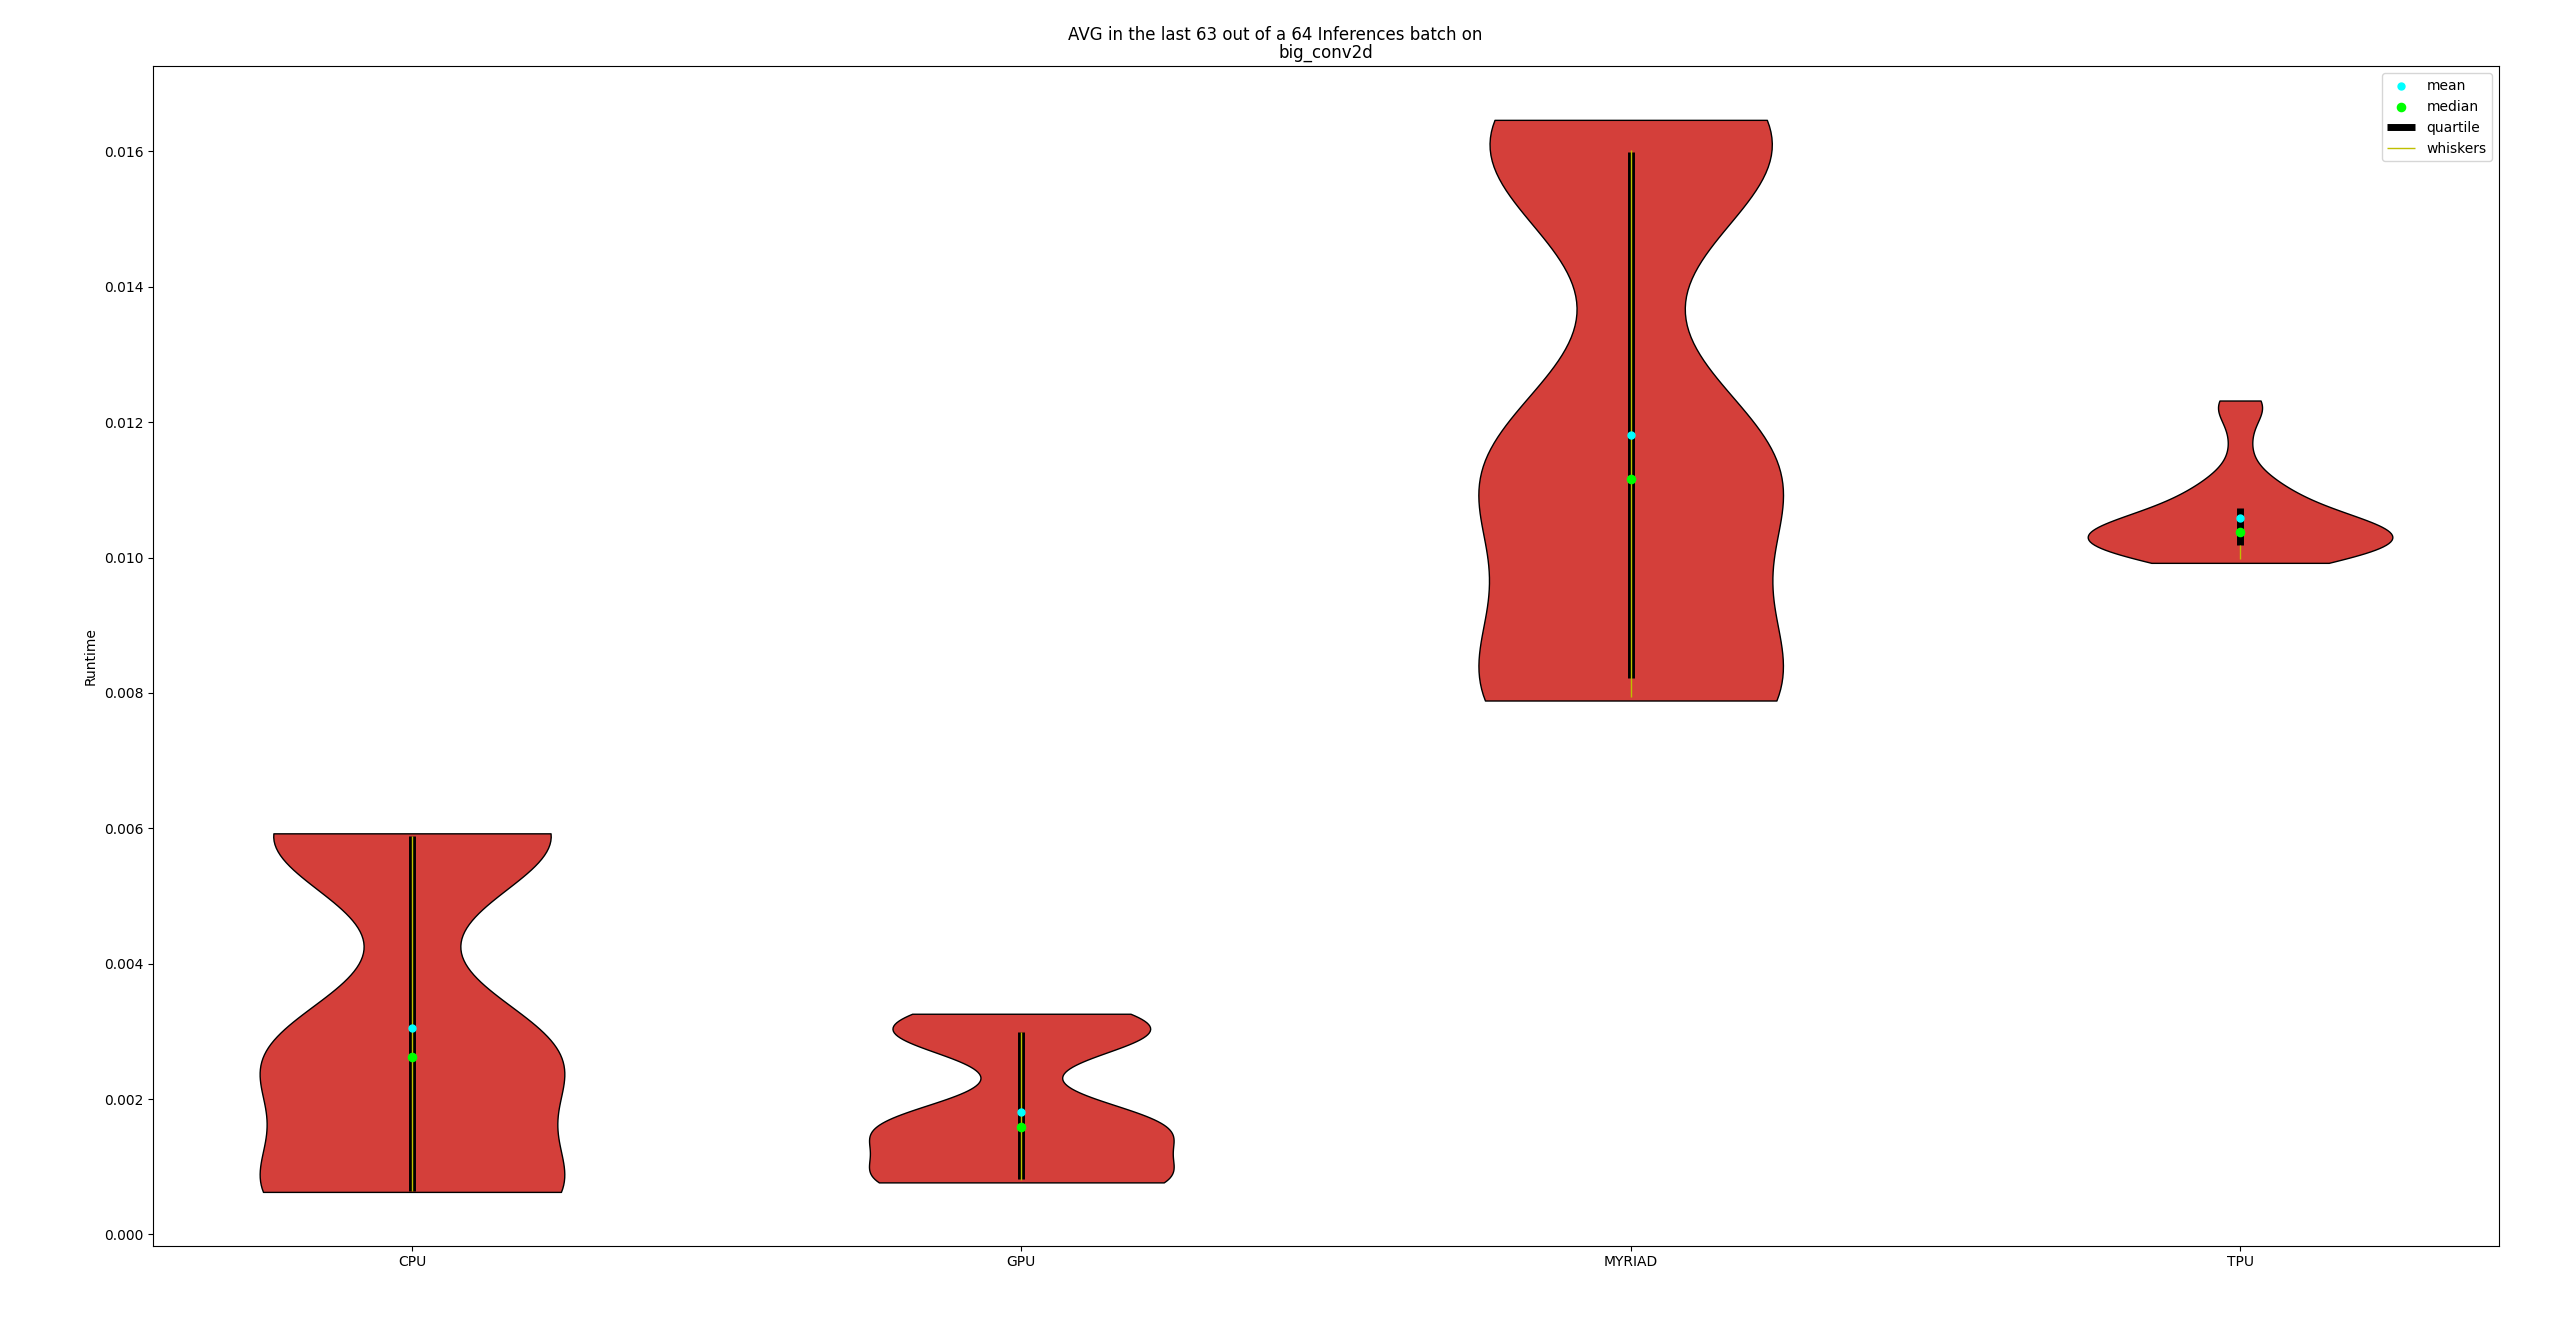 AVG in the last 63 out of a 64 Inferences batch on
big_conv2d
mean
median
quartile
whiskers
0.016
0.014
0.012
0.010
0.008
0.006
0.004
0.002
0.000
Runtime
CPU
GPU
MYRIAD
TPU